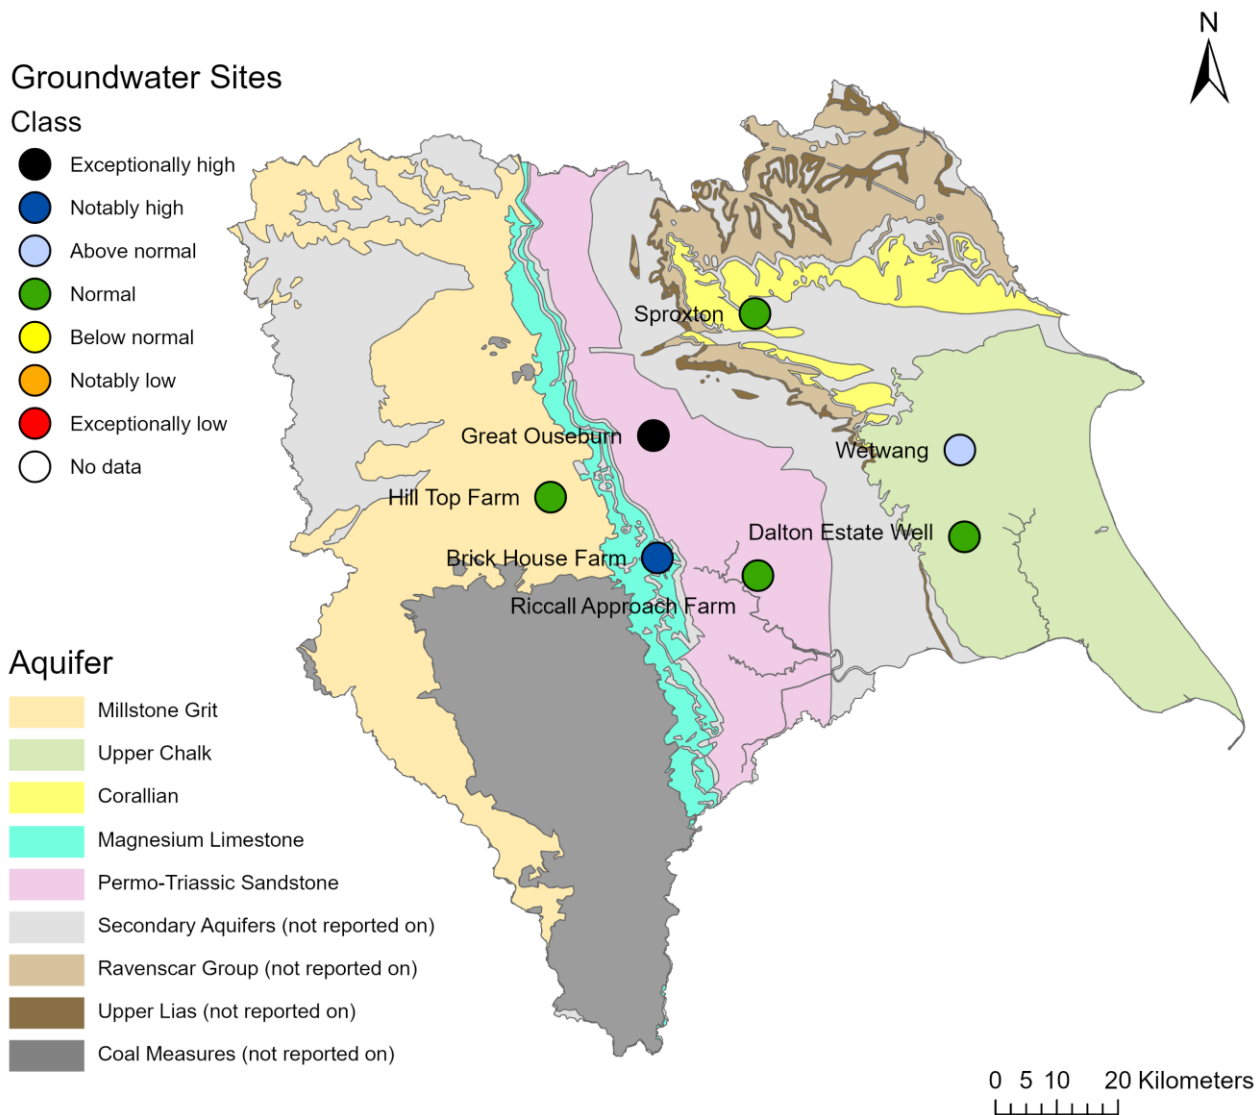 N
Groundwater Sites
Class
Exceptionally high
Notably high
Above normal
Normal
Below normal
Notably low
Exceptionally low
No data
Sproxton
Great Ouseburn
Wetwang
Hill Top Farm
Dalton Estate Well
Brick House Farm
Riccall Approach Farm
Aquifer
Millstone Grit
Upper Chalk
Corallian
Magnesium Limestone
Permo-Triassic Sandstone
Secondary Aquifers (not reported on)
Ravenscar Group (not reported on)
Upper Lias (not reported on)
Coal Measures (not reported on)
0 5 10 20 Kilometers